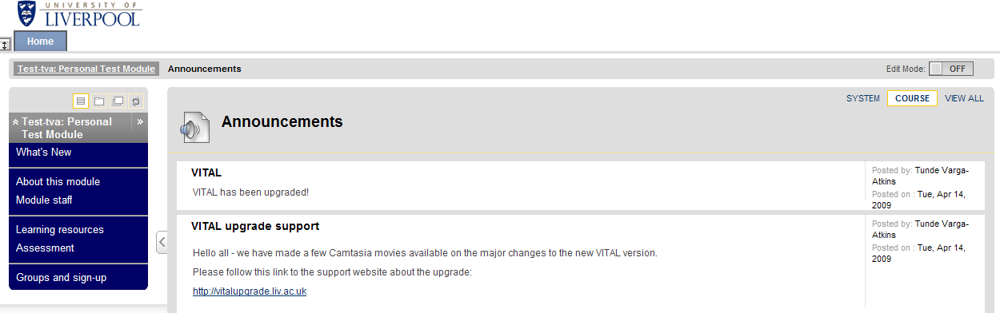 UNIVERSITY OF
LIVERPOOL
Home
Test-tva: Personal Test Module
Announcements
Edit Mode:
OFF
Test-tva: Personal
Test Module
What's New
About this module
Module staff
Learning resources
Assessment
Groups and sign-up
SYSTEM
COURSE
VIEW ALL
Announcements
VITAL
VITAL has been upgraded!
Posted by: Tunde Varga-
Atkins
Posted on : Tue, Apr 14,
2009
VITAL upgrade support
Hello all - we have made a few Camtasia movies available on the major changes to the new VITAL version.
Please follow this link to the support website about the upgrade:
http://vitalupgrade.liv.ac.uk
Posted by: Tunde Varga-
Atkins
Posted on : Tue, Apr 14,
2009